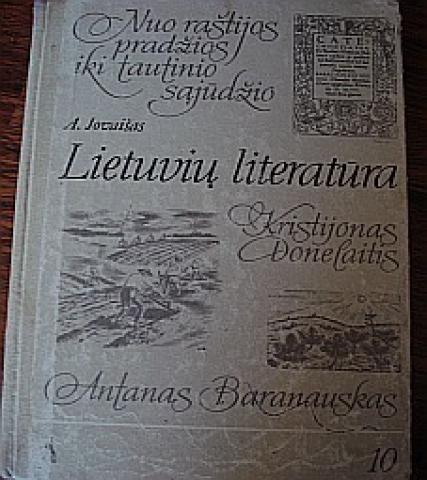 Nuo raštijos
pradžios
iki tautinio
sąjūdžio
A. Jovaišas
Lietuvių literatūra
Kristijonas
Donelaitis
Antanas Baranauskas
10